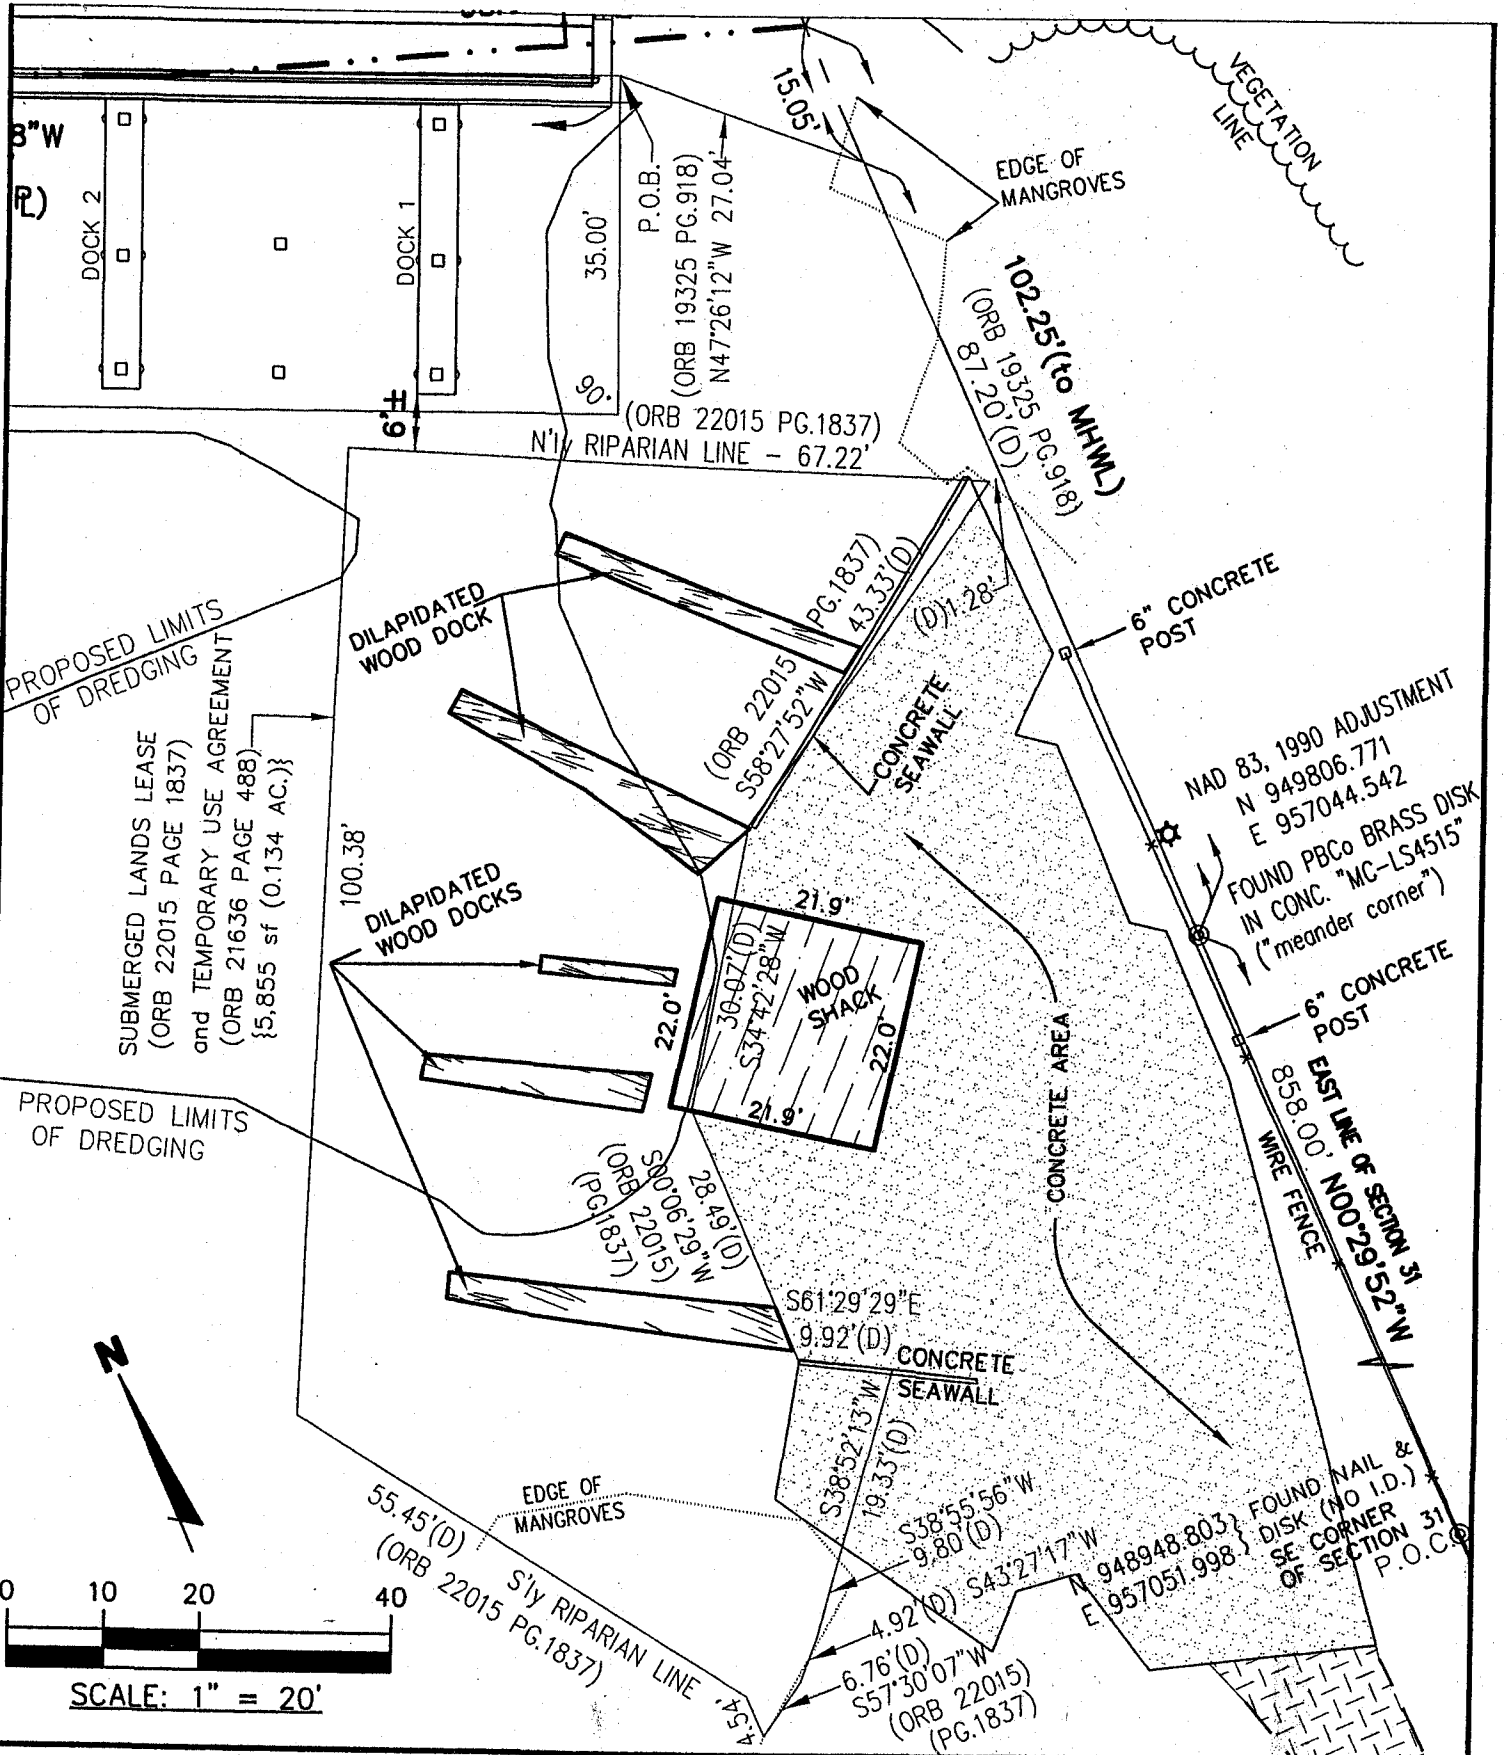 8"W
DOCK 2
DOCK 1
35.00'
90°
P.O.B.
(ORB 19325 PG.918)
N47°26'12"W 27.04'
15.05'
VEGETATION
LINE
EDGE OF
MANGROVES
102.25'(to MHWL)
(ORB 19325 PG.918)
87.20'(D)
6'±
(ORB 22015 PG.1837)
N'ly RIPARIAN LINE - 67.22'
PROPOSED LIMITS
OF DREDGING
DILAPIDATED
WOOD DOCK
PG.1837)
43.33'(D)
(ORB 22015
S58°27'52"W
(D)1.28'
CONCRETE
SEAWALL
6" CONCRETE
POST
SUBMERGED LANDS LEASE
(ORB 22015 PAGE 1837)
and TEMPORARY USE AGREEMENT
(ORB 21636 PAGE 488)
{5,855 sf (0.134 AC.)}
100.38'
NAD 83, 1990 ADJUSTMENT
N 949806.771
E 957044.542
FOUND PBCo BRASS DISK
IN CONC. "MC-LS4515"
("meander corner")
DILAPIDATED
WOOD DOCKS
21.9'
22.0'
30.07'(D)
S34°42'28"W
WOOD
SHACK
22.0'
21.9'
CONCRETE AREA
6" CONCRETE
POST
EAST LINE OF SECTION 31
858.00' N00°29'52"W
WIRE FENCE
PROPOSED LIMITS
OF DREDGING
28.49'(D)
S00°06'29"W
(ORB 22015)
(PG.1837)
S61°29'29"E
9.92'(D)
CONCRETE
SEAWALL
N
S38°52'13"W
19.33'(D)
EDGE OF
MANGROVES
55.45'(D)
(ORB 22015 PG.1837)
S'ly RIPARIAN LINE
4.54'
S38°55'56"W
9.80'(D)
4.92'(D) S43°27'17"W
6.76'(D)
S57°30'07"W
(ORB 22015)
(PG.1837)
N 948948.803
E 957051.998
FOUND NAIL &
DISK (NO I.D.)
SE CORNER
OF SECTION 31
P.O.C.
0 10 20 40
SCALE: 1" = 20'